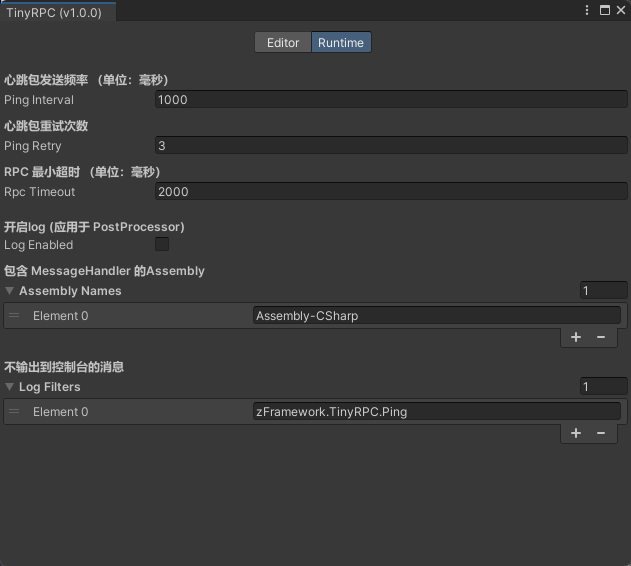 TinyRPC (v1.0.0)
Editor Runtime
心跳包发送频率 （单位：毫秒）
Ping Interval 1000
心跳包重试次数
Ping Retry 3
RPC 最小超时 （单位：毫秒）
Rpc Timeout 2000
开启log (应用于 PostProcessor)
Log Enabled
包含 MessageHandler 的Assembly
Assembly Names 1
Element 0 Assembly-CSharp
+ −
不输出到控制台的消息
Log Filters 1
Element 0 zFramework.TinyRPC.Ping
+ −